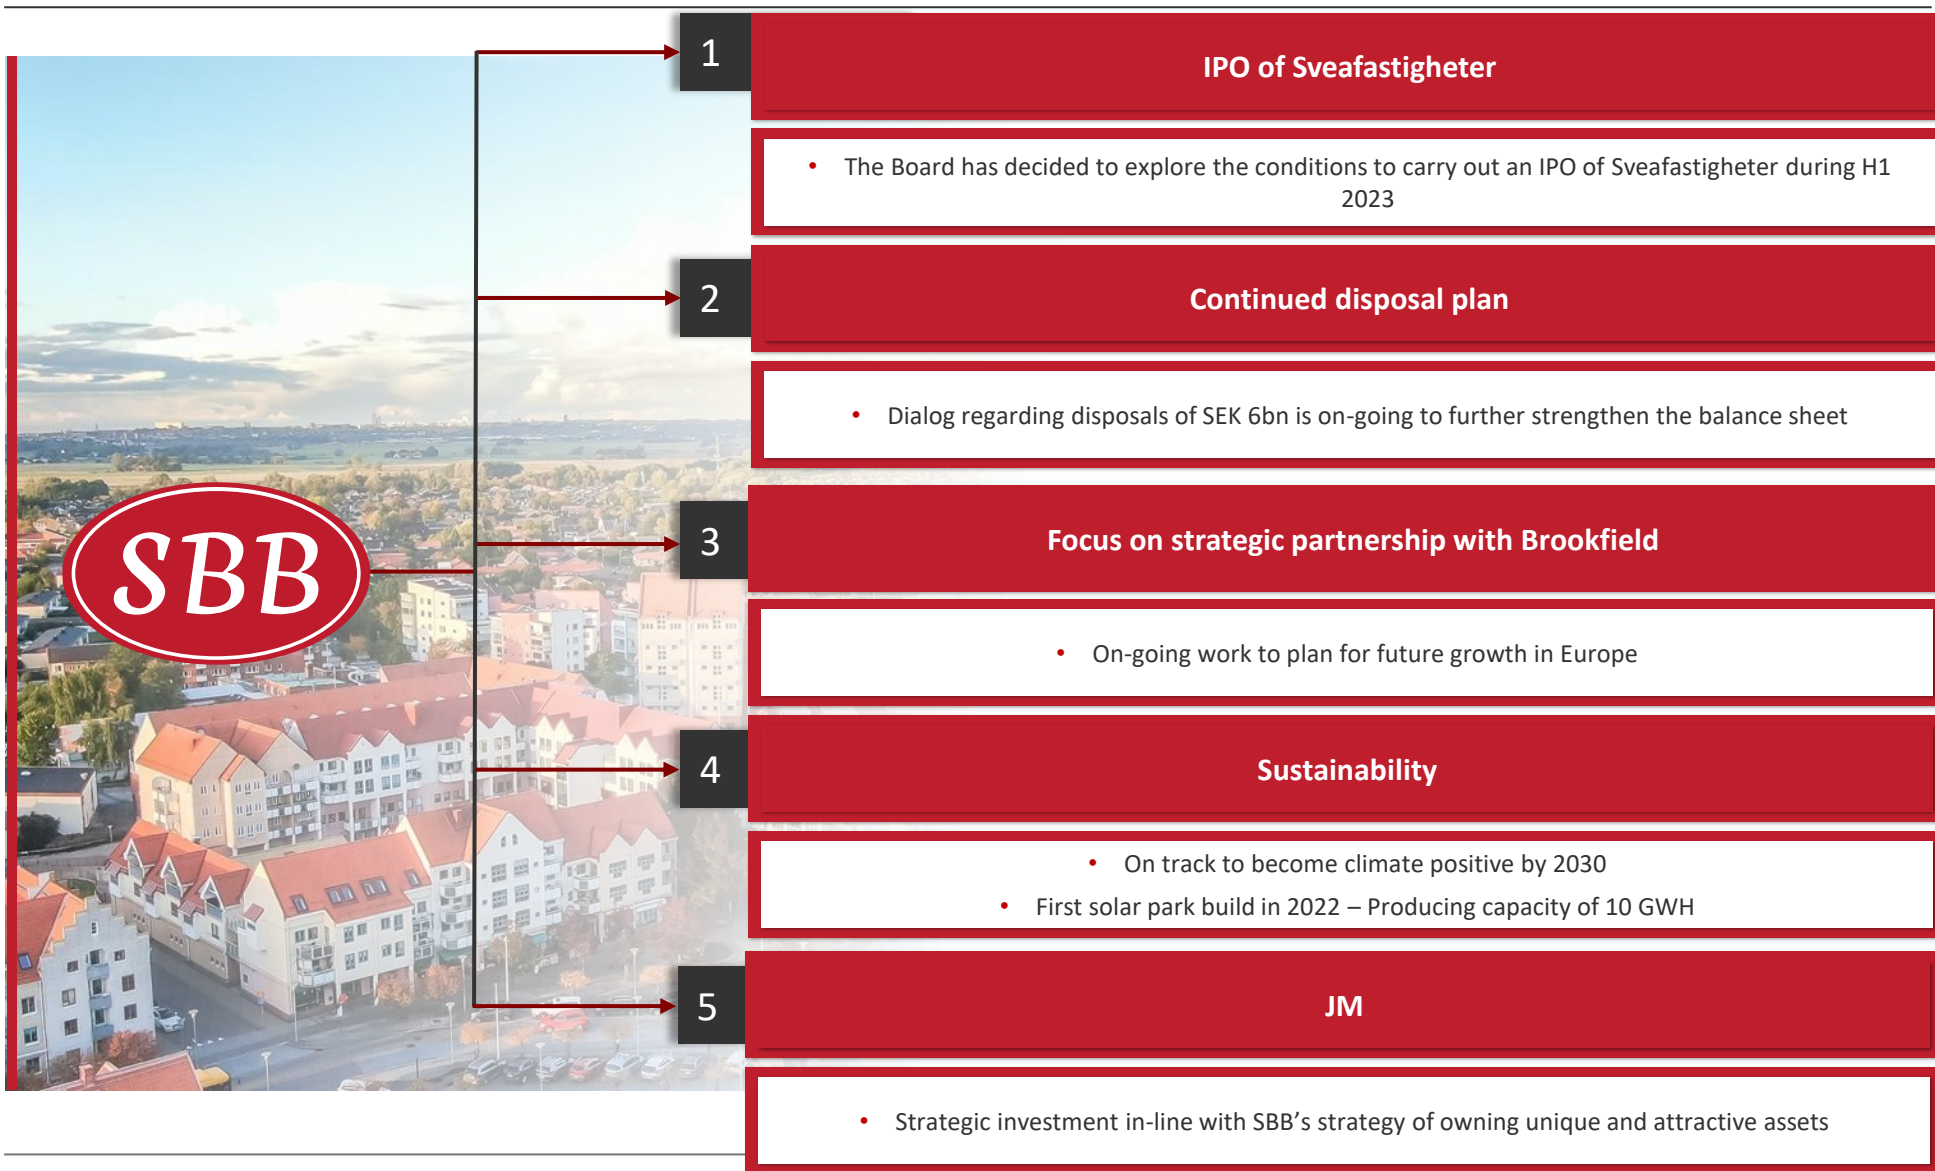 1
IPO of Sveafastigheter
• The Board has decided to explore the conditions to carry out an IPO of Sveafastigheter during H1
2023
2
Continued disposal plan
• Dialog regarding disposals of SEK 6bn is on-going to further strengthen the balance sheet
SBB
3
Focus on strategic partnership with Brookfield
• On-going work to plan for future growth in Europe
4
Sustainability
• On track to become climate positive by 2030
• First solar park build in 2022 – Producing capacity of 10 GWH
5
JM
• Strategic investment in-line with SBB’s strategy of owning unique and attractive assets